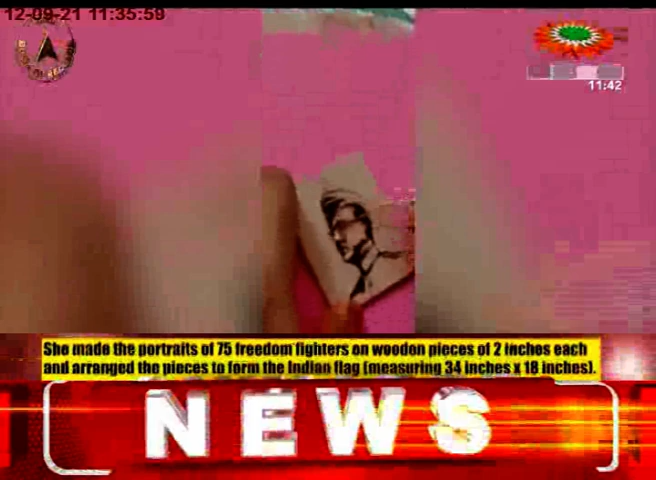 12-09-21 11:35:59
11:42
She made the portraits of 75 freedom fighters on wooden pieces of 2 inches each
and arranged the pieces to form the Indian flag (measuring 34 inches x 18 inches).
NEWS